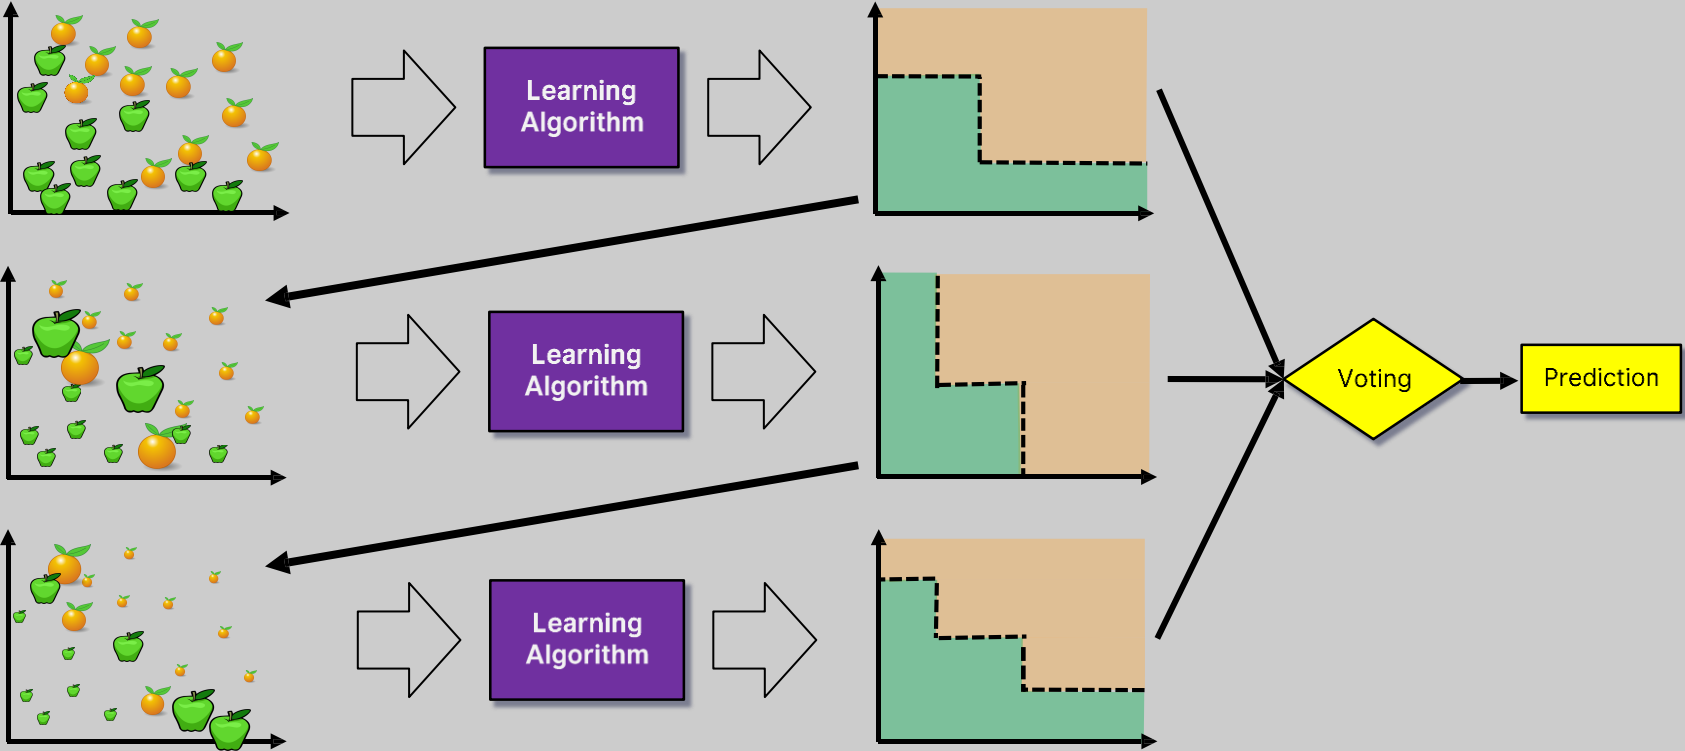 Learning
Algorithm
Learning
Algorithm
Voting
Prediction
Learning
Algorithm